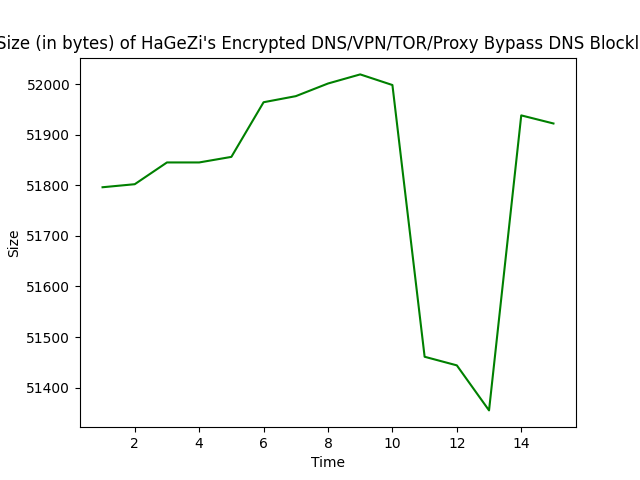 Size (in bytes) of HaGeZi's Encrypted DNS/VPN/TOR/Proxy Bypass DNS Blockl
52000
51900
51800
51700
51600
51500
51400
Size
2 4 6 8 10 12 14
Time